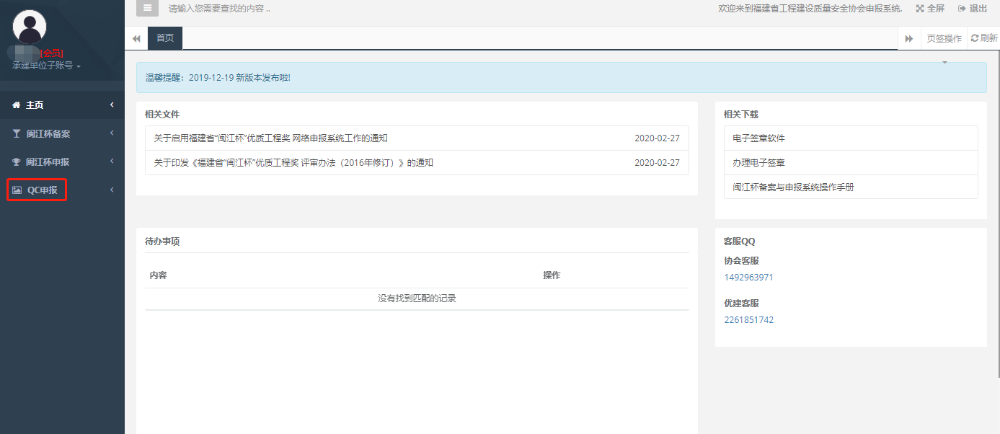 请输入您需要查找的内容 ..
欢迎来到福建省工程建设质量安全协会申报系统.
全屏
退出
首页
页签操作
刷新
[会员]
承建单位子账号
主页
闽江杯备案
闽江杯申报
QC申报
温馨提醒：2019-12-19 新版本发布啦!
相关文件
关于启用福建省“闽江杯”优质工程奖 网络申报系统工作的通知 2020-02-27
关于印发《福建省“闽江杯”优质工程奖 评审办法（2016年修订）》的通知 2020-02-27
相关下载
电子签章软件
办理电子签章
闽江杯备案与申报系统操作手册
待办事项
内容 操作
没有找到匹配的记录
客服QQ
协会客服
1492963971
优建客服
2261851742